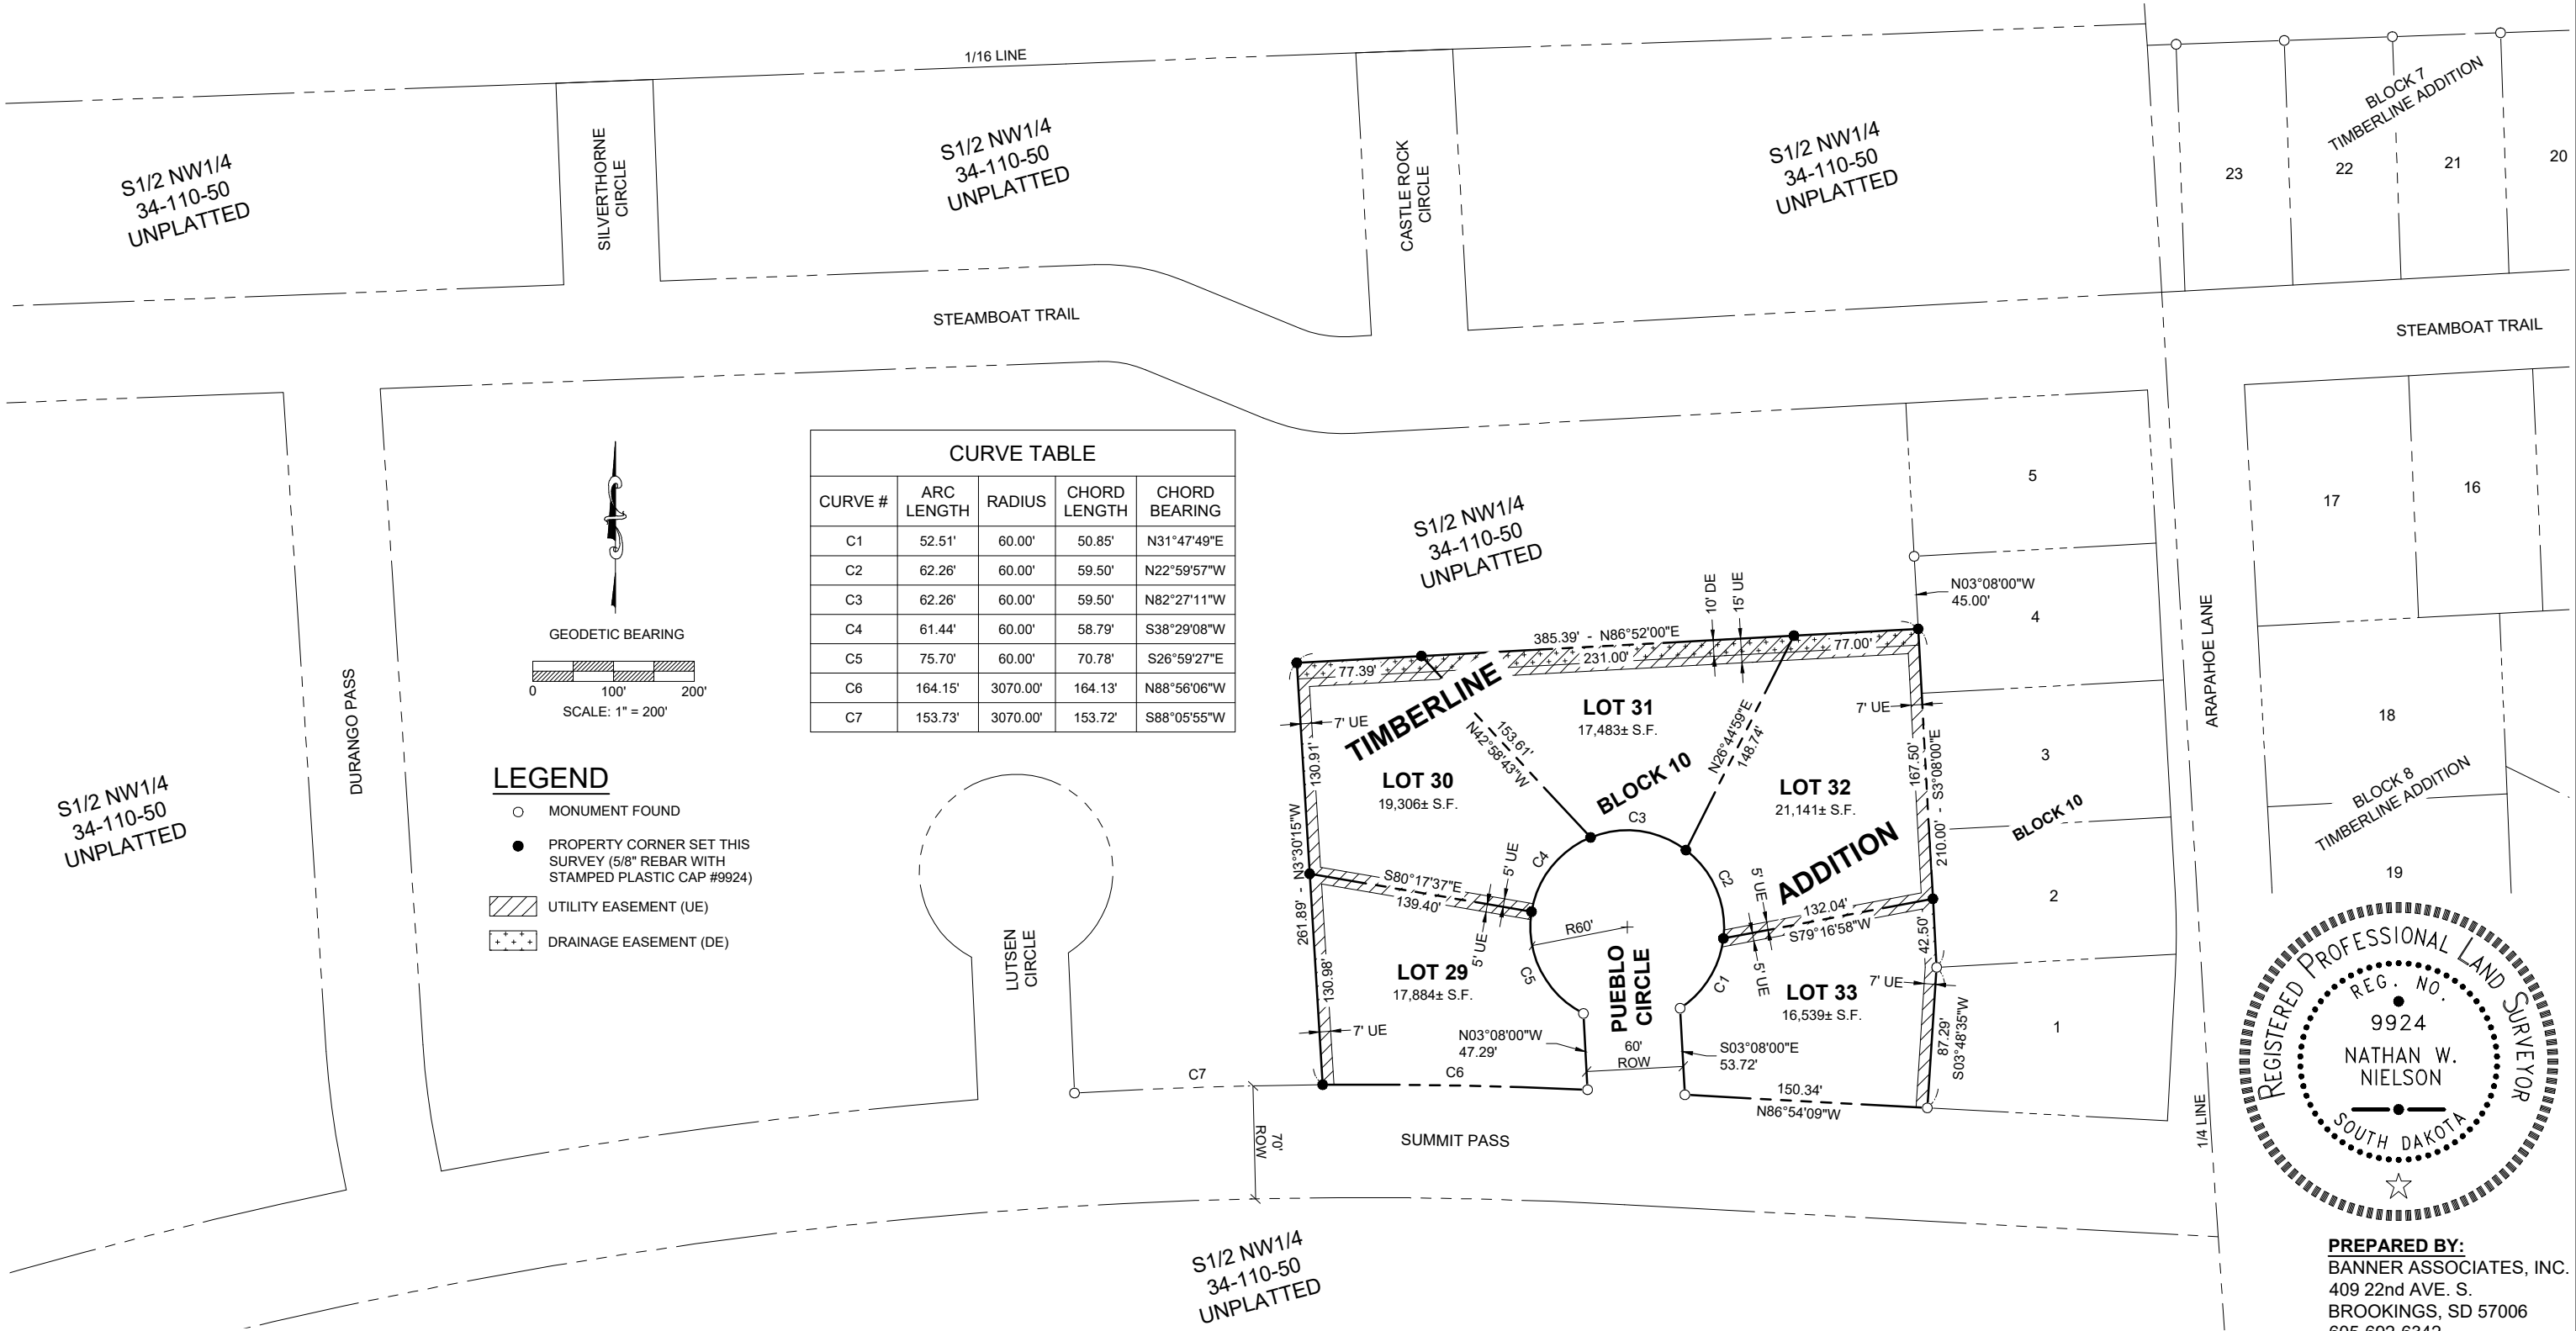 1/16 LINE
S1/2 NW1/4
34-110-50
UNPLATTED
SILVERTHORNE
CIRCLE
S1/2 NW1/4
34-110-50
UNPLATTED
CASTLE ROCK
CIRCLE
S1/2 NW1/4
34-110-50
UNPLATTED
BLOCK 7
TIMBERLINE ADDITION
23
22
21
20
STEAMBOAT TRAIL
STEAMBOAT TRAIL
GEODETIC BEARING
0 100' 200'
SCALE: 1" = 200'
CURVE TABLE
CURVE # ARC LENGTH RADIUS CHORD LENGTH CHORD BEARING
C1 52.51' 60.00' 50.85' N31°47'49"E
C2 62.26' 60.00' 59.50' N22°59'57"W
C3 62.26' 60.00' 59.50' N82°27'11"W
C4 61.44' 60.00' 58.79' S38°29'08"W
C5 75.70' 60.00' 70.78' S26°59'27"E
C6 164.15' 3070.00' 164.13' N88°56'06"W
C7 153.73' 3070.00' 153.72' S88°05'55"W
LEGEND
MONUMENT FOUND
PROPERTY CORNER SET THIS
SURVEY (5/8" REBAR WITH
STAMPED PLASTIC CAP #9924)
UTILITY EASEMENT (UE)
DRAINAGE EASEMENT (DE)
DURANGO PASS
S1/2 NW1/4
34-110-50
UNPLATTED
LUTSEN
CIRCLE
S1/2 NW1/4
34-110-50
UNPLATTED
10' DE
15' UE
385.39' - N86°52'00"E
77.39'
231.00'
77.00'
N03°08'00"W
45.00'
TIMBERLINE
ADDITION
BLOCK 10
LOT 31
17,483± S.F.
LOT 30
19,306± S.F.
LOT 32
21,141± S.F.
LOT 29
17,884± S.F.
LOT 33
16,539± S.F.
7' UE
130.91'
153.61'
N42°58'43"W
N26°44'59"E
148.74'
7' UE
167.50'
210.00' - S3°08'00"E
261.89' - N3°30'15"W
S80°17'37"E
139.40'
5' UE
5' UE
C4
C3
C2
C5
C1
R60'
PUEBLO
CIRCLE
5' UE
5' UE
132.04'
S79°16'58"W
42.50'
130.98'
7' UE
7' UE
N03°08'00"W
47.29'
60'
ROW
S03°08'00"E
53.72'
87.29'
S03°48'35"W
150.34'
N86°54'09"W
C7
C6
70'
ROW
SUMMIT PASS
S1/2 NW1/4
34-110-50
UNPLATTED
5
4
3
2
1
BLOCK 10
ARAPAHOE LANE
1/4 LINE
17
16
18
19
BLOCK 8
TIMBERLINE ADDITION
REGISTERED PROFESSIONAL LAND SURVEYOR
REG. NO.
9924
NATHAN W.
NIELSON
SOUTH DAKOTA
PREPARED BY:
BANNER ASSOCIATES, INC.
409 22nd AVE. S.
BROOKINGS, SD 57006
605-692-6342